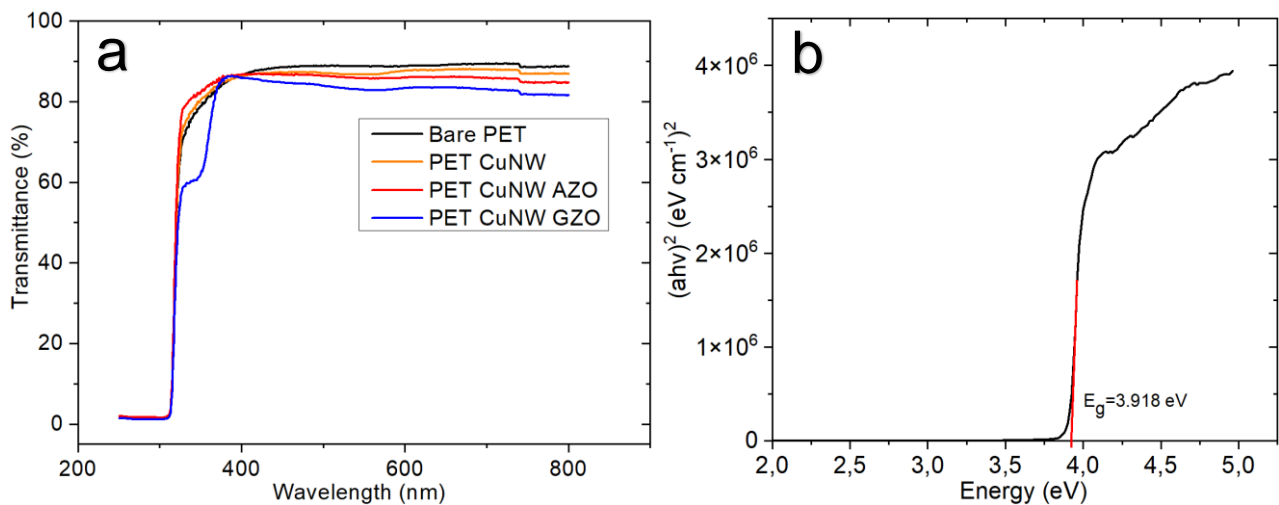 a
100
80
60
40
20
0
Transmittance (%)
Bare PET
PET CuNW
PET CuNW AZO
PET CuNW GZO
200 400 600 800
Wavelength (nm)
b
4×10⁶
3×10⁶
2×10⁶
1×10⁶
0
(ahv)² (eV cm⁻¹)²
E_g=3.918 eV
2,0 2,5 3,0 3,5 4,0 4,5 5,0
Energy (eV)